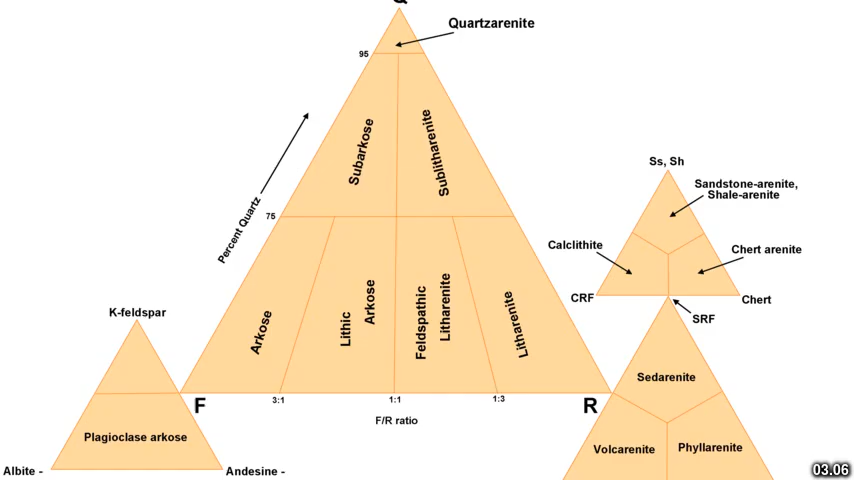 Q
Quartzarenite
95
Subarkose
Sublitharenite
Percent Quartz
75
Arkose
Lithic
Arkose
Feldspathic
Litharenite
Litharenite
F
R
3:1
1:1
1:3
F/R ratio
K-feldspar
Plagioclase arkose
Albite -
Andesine -
Ss, Sh
Sandstone-arenite,
Shale-arenite
Calclithite
Chert arenite
CRF
Chert
SRF
Sedarenite
Volcarenite
Phyllarenite
03.06